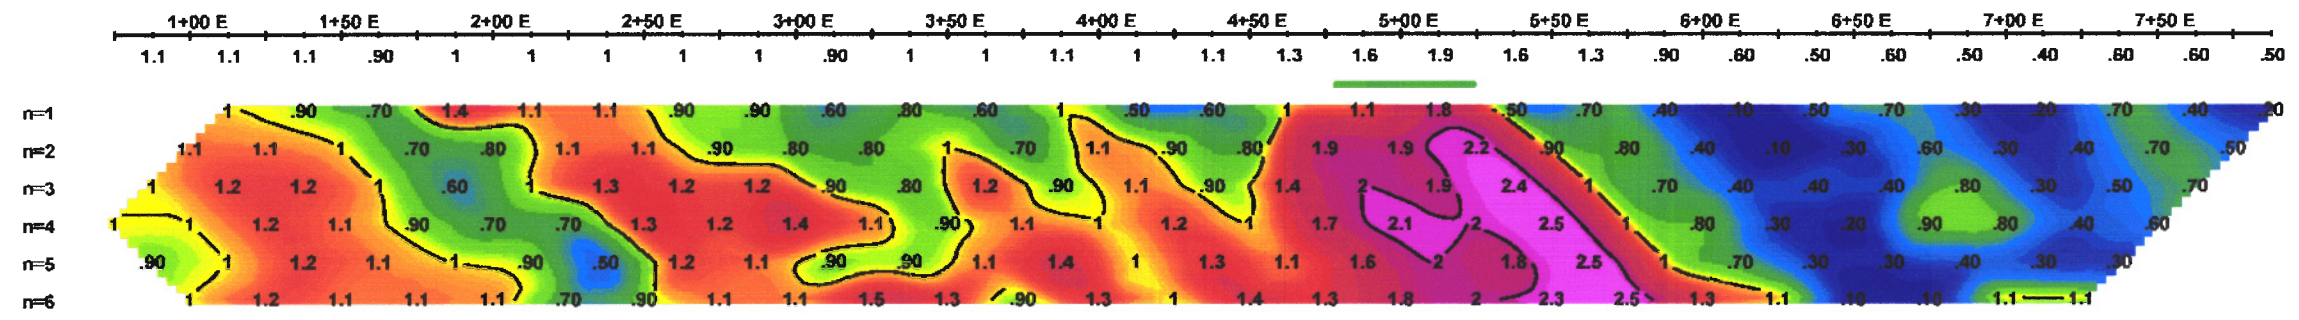 1+00 E 1+50 E 2+00 E 2+50 E 3+00 E 3+50 E 4+00 E 4+50 E 5+00 E 5+50 E 6+00 E 6+50 E 7+00 E 7+50 E
1.1 1.1 1.1 .90 1 1 1 1 1 .90 1 1 1.1 1 1.1 1.3 1.6 1.9 1.6 1.3 .90 .60 .50 .60 .50 .40 .60 .60 .50
n=1 1 .90 .70 1.4 1.1 1.1 .90 .90 .60 .80 .60 1 .50 .60 1 1.1 1.8 .50 .70 .40 .10 .50 .70 .30 .20 .70 .40 .20
n=2 1.1 1.1 1 .70 .80 1.1 1.1 .90 .80 .80 1 .70 1.1 .90 .80 1.9 1.9 2.2 .90 .80 .40 .10 .30 .60 .30 .40 .70 .50
n=3 1 1.2 1.2 1 .60 1 1.3 1.2 1.2 .90 .80 1.2 .90 1.1 .90 1.4 2 1.9 2.4 1 .70 .40 .40 .40 .80 .30 .50 .70
n=4 1 1 1.2 1.1 .90 .70 .70 1.3 1.2 1.4 1.1 .90 1.1 1 1.2 1 1.7 2.1 2 2.5 1 .80 .30 .20 .90 .80 .40 .60
n=5 .90 1 1.2 1.1 1 .90 .50 1.2 1.1 .90 .90 1.1 1.4 1 1.3 1.1 1.6 2 1.8 2.5 1 .70 .30 .30 .40 .30 .30
n=6 1 1.2 1.1 1.1 1.1 .70 .90 1.1 1.1 1.5 1.3 .90 1.3 1 1.4 1.3 1.8 2 2.3 2.5 1.3 1.1 .10 .10 1.1 1.1